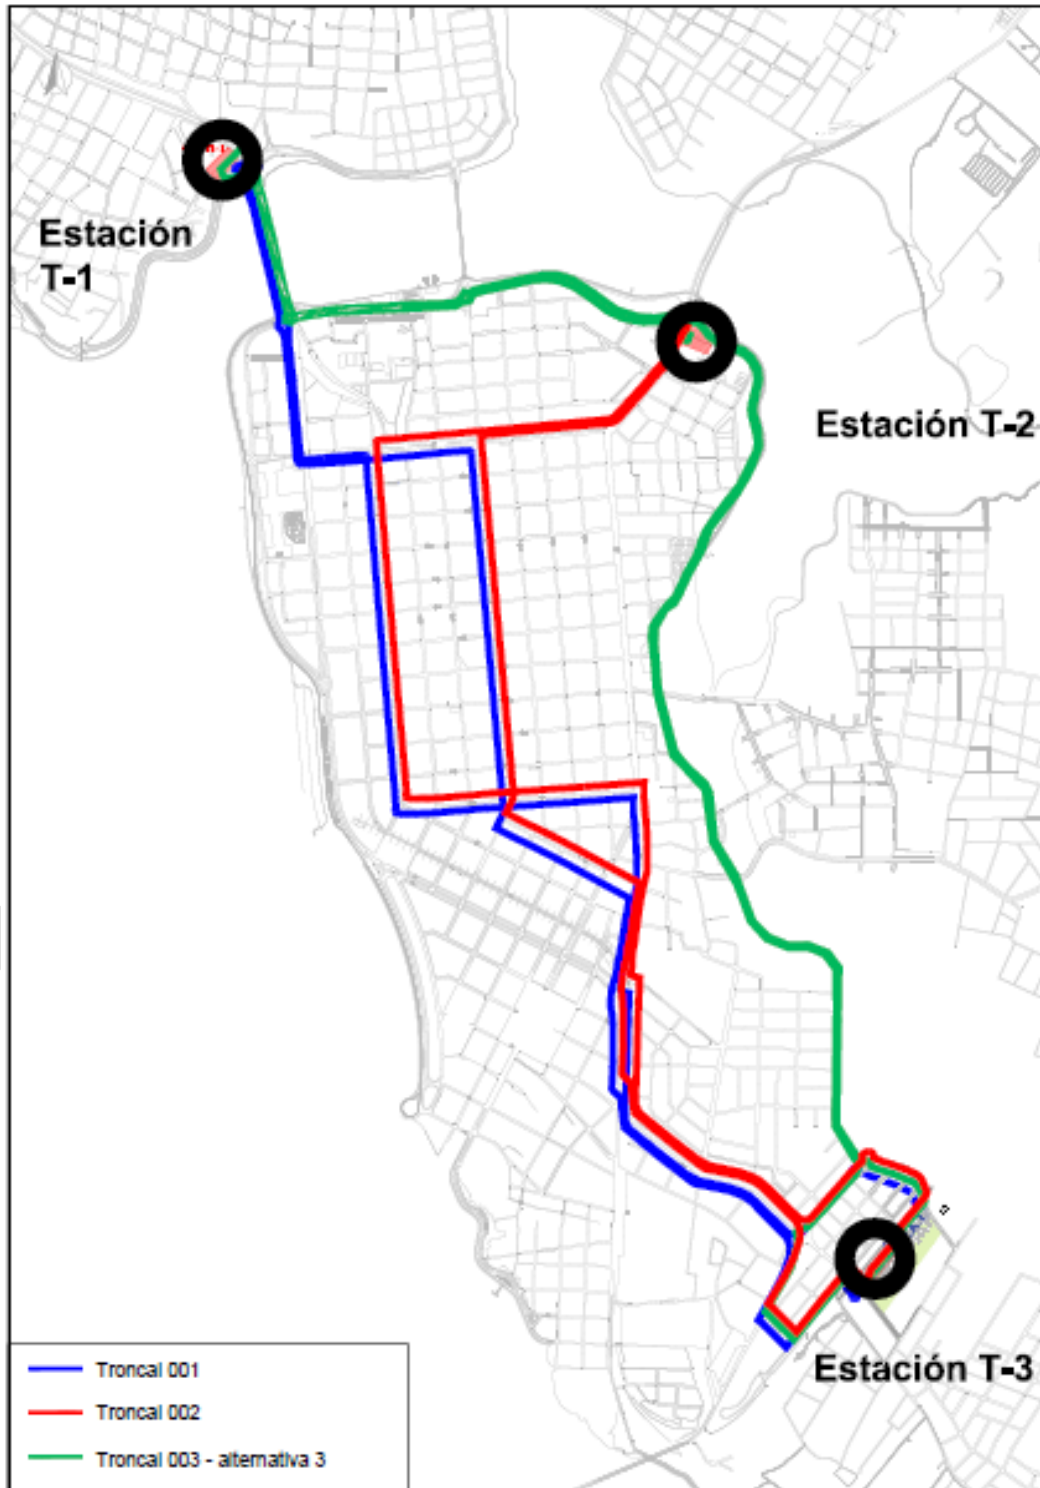 Estación
T-1
Estación T-2
Estación T-3
Troncal 001
Troncal 002
Troncal 003 - alternativa 3